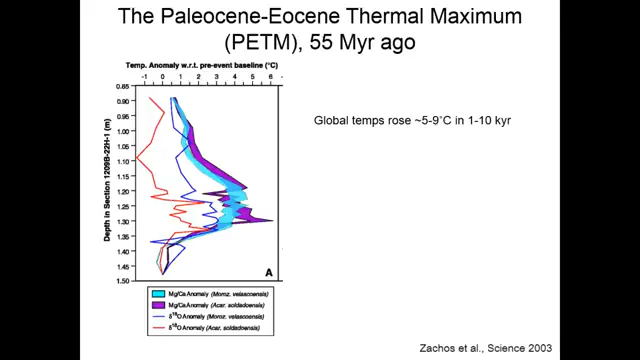 The Paleocene-Eocene Thermal Maximum
(PETM), 55 Myr ago
Temp. Anomaly w.r.t. pre-event baseline (°C)
-1 0 1 2 3 4 5 6
0.85
0.90
0.95
1.00
1.05
1.10
1.15
1.20
1.25
1.30
1.35
1.40
1.45
1.50
Depth in Section 1209B-22H-1 (m)
A
Mg/Ca Anomaly (Moroz. velascoensis)
Mg/Ca Anomaly (Acar. soldadoensis)
δ18O Anomaly (Moroz. velascoensis)
δ18O Anomaly (Acar. soldadoensis)
Global temps rose ~5-9˚C in 1-10 kyr
Zachos et al., Science 2003